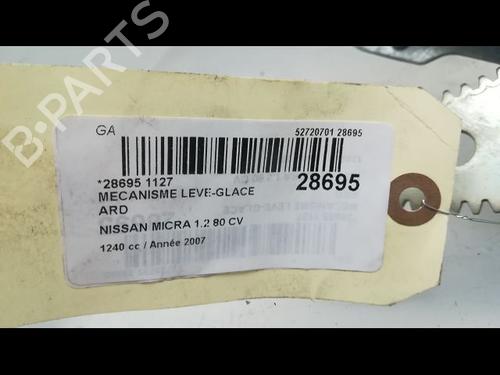 GA
52720701 28695
*28695 1127
28695
MECANISME LEVE-GLACE
ARD
NISSAN MICRA 1.2 80 CV
1240 cc / Année 2007
B-PARTS